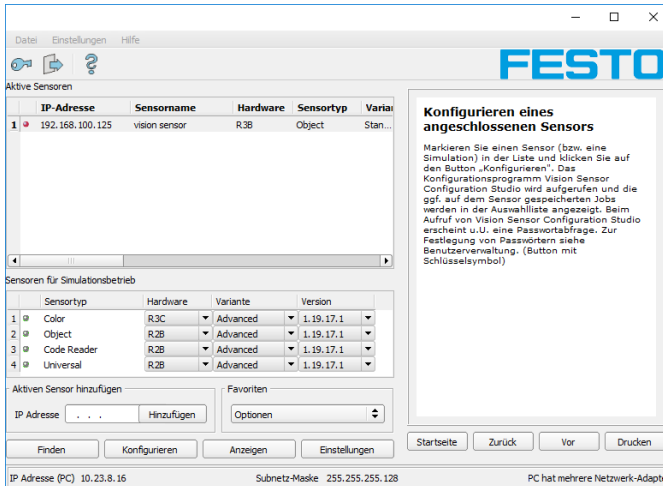 Datei Einstellungen Hilfe
FESTO
Aktive Sensoren
IP-Adresse Sensorname Hardware Sensortyp Varia
1 192.168.100.125 vision sensor R3B Object Stan...
Konfigurieren eines
angeschlossenen Sensors
Markieren Sie einen Sensor (bzw. eine
Simulation) in der Liste und klicken Sie auf
den Button „Konfigurieren". Das
Konfigurationsprogramm Vision Sensor
Configuration Studio wird aufgerufen und die
ggf. auf dem Sensor gespeicherten Jobs
werden in der Auswahlliste angezeigt. Beim
Aufruf von Vision Sensor Configuration Studio
erscheint u.U. eine Passwortabfrage. Zur
Festlegung von Passwörtern siehe
Benutzerverwaltung. (Button mit
Schlüsselsymbol)
Sensoren für Simulationsbetrieb
Sensortyp Hardware Variante Version
1 Color R3C Advanced 1.19.17.1
2 Object R2B Advanced 1.19.17.1
3 Code Reader R2B Advanced 1.19.17.1
4 Universal R2B Advanced 1.19.17.1
Aktiven Sensor hinzufügen Favoriten
IP Adresse . . . Hinzufügen Optionen
Finden Konfigurieren Anzeigen Einstellungen
Startseite Zurück Vor Drucken
IP Adresse (PC) 10.23.8.16 Subnetz-Maske 255.255.255.128 PC hat mehrere Netzwerk-Adapte